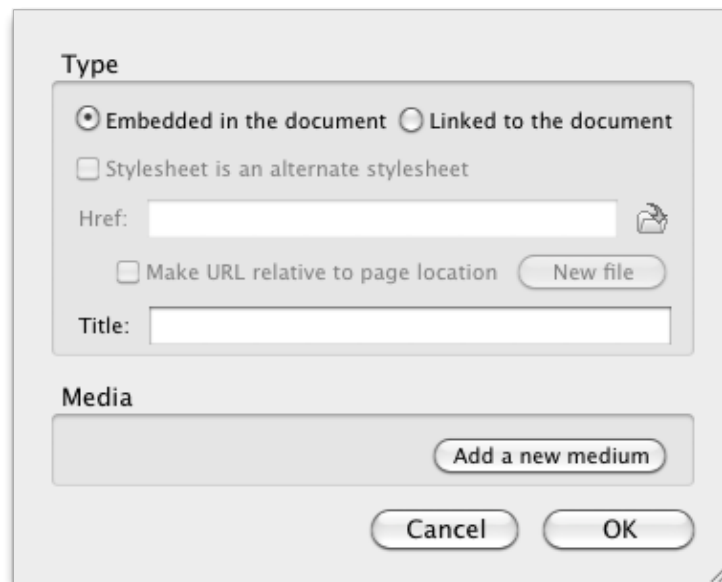 Type
Embedded in the document Linked to the document
Stylesheet is an alternate stylesheet
Href:
Make URL relative to page location New file
Title:
Media
Add a new medium
Cancel OK